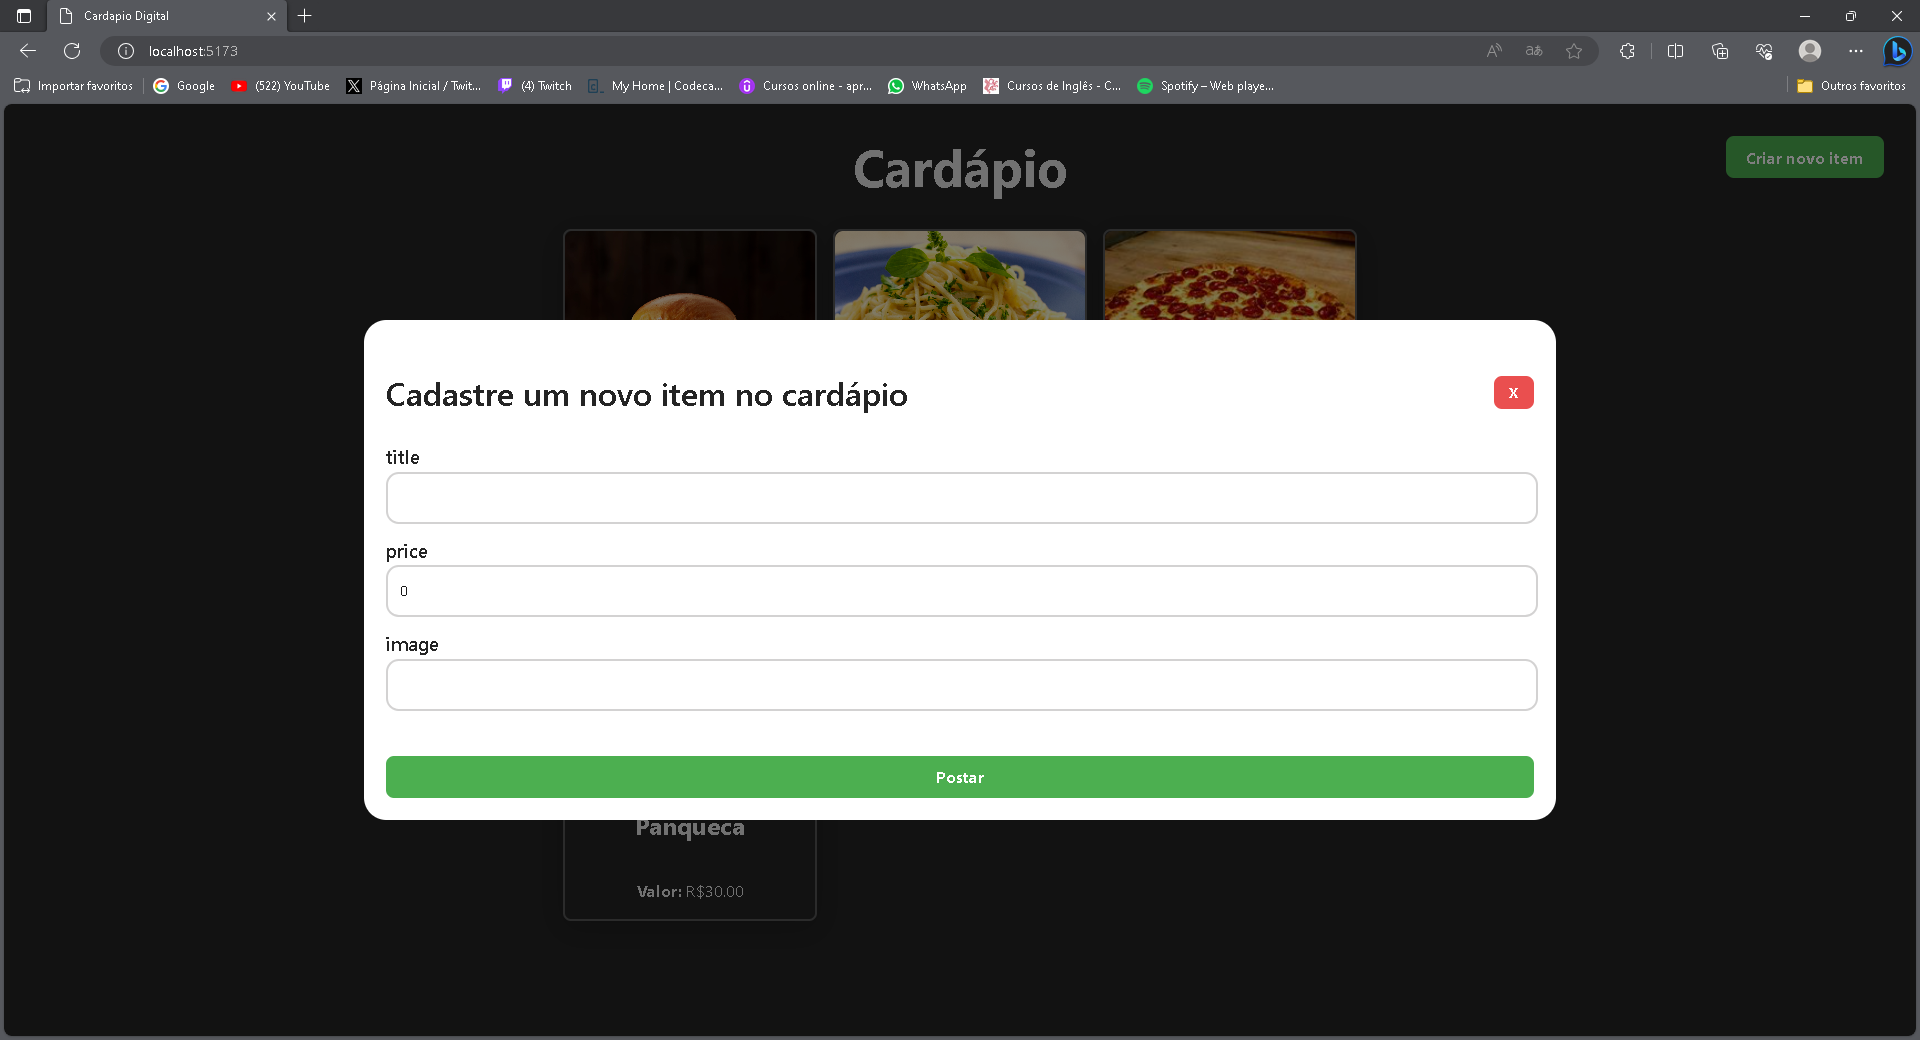 Cardapio Digital
localhost:5173
Importar favoritos
Google
(522) YouTube
Página Inicial / Twit...
(4) Twitch
My Home | Codeca...
Cursos online - apr...
WhatsApp
Cursos de Inglês - C...
Spotify – Web playe...
Outros favoritos
Cardápio
Criar novo item
Cadastre um novo item no cardápio
X
title
price
0
image
Postar
Panqueca
Valor: R$30.00